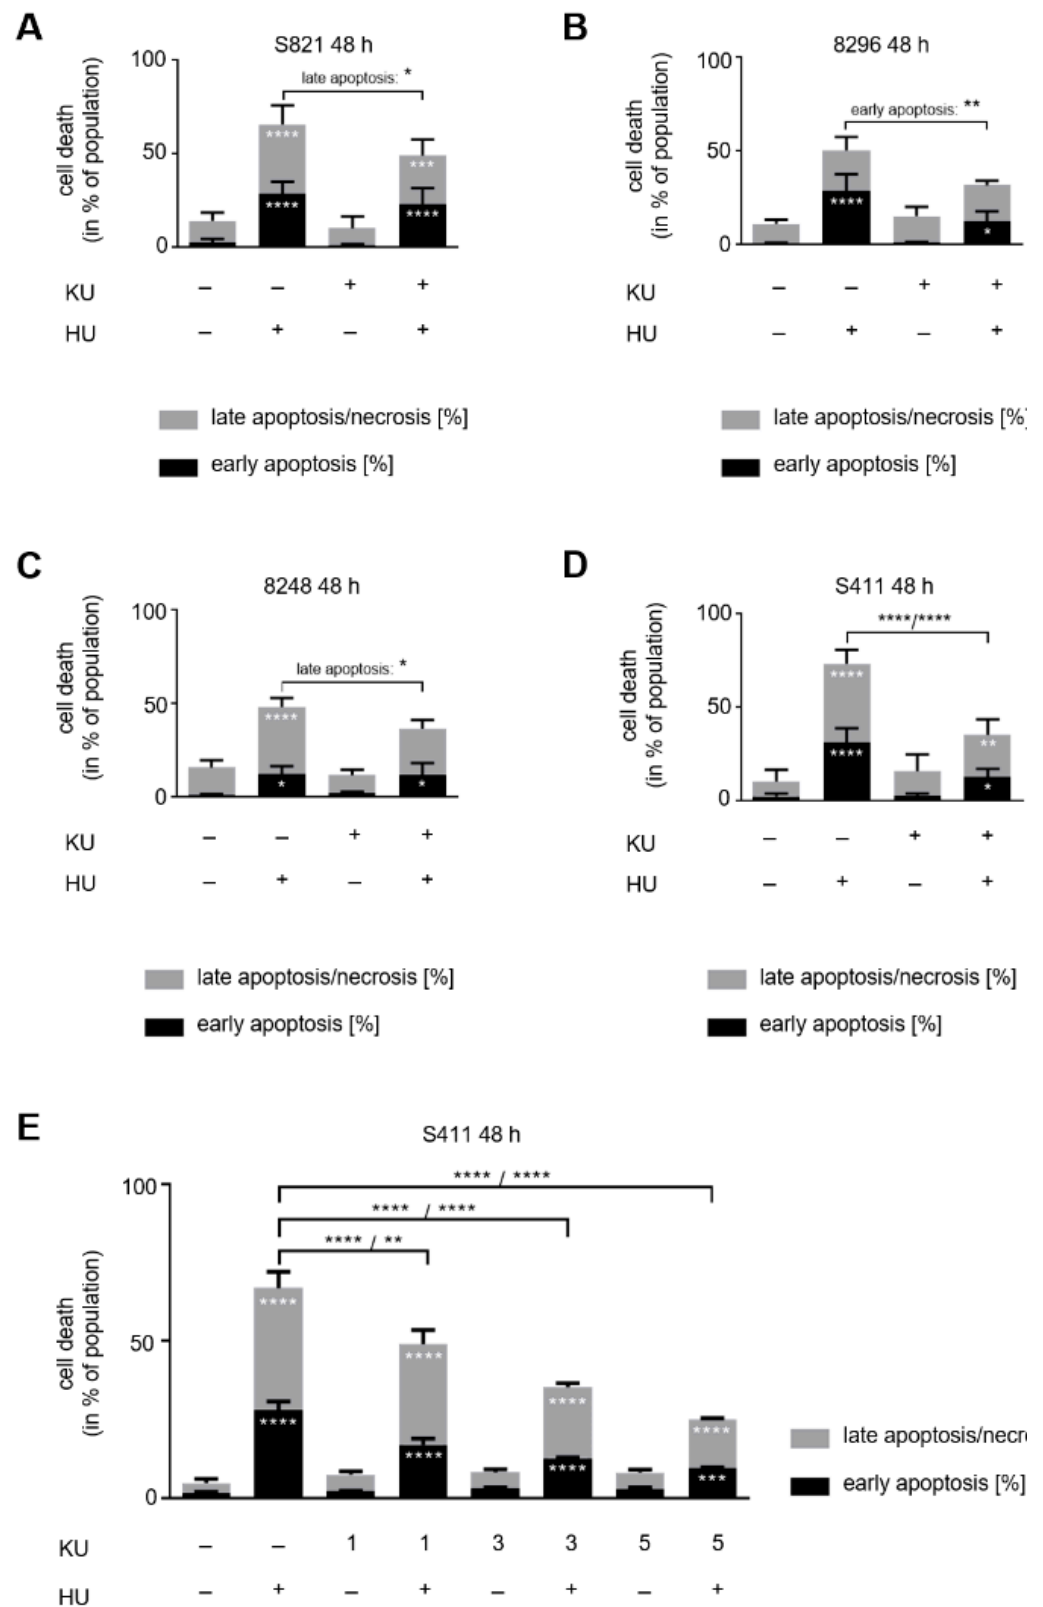 A
S821 48 h
cell death
(in % of population)
100
50
0
late apoptosis: *
****
****
***
****
KU – – + +
HU – + – +
late apoptosis/necrosis [%]
early apoptosis [%]
B
8296 48 h
cell death
(in % of population)
100
50
0
early apoptosis: **
****
*
KU – – + +
HU – + – +
late apoptosis/necrosis [%]
early apoptosis [%]
C
8248 48 h
cell death
(in % of population)
100
50
0
late apoptosis: *
****
*
*
KU – – + +
HU – + – +
late apoptosis/necrosis [%]
early apoptosis [%]
D
S411 48 h
cell death
(in % of population)
100
50
0
****/****
****
****
**
*
KU – – + +
HU – + – +
late apoptosis/necrosis [%]
early apoptosis [%]
E
S411 48 h
cell death
(in % of population)
100
50
0
**** / ****
**** / ****
**** / **
****
****
****
****
****
****
****
***
KU – – 1 1 3 3 5 5
HU – + – + – + – +
late apoptosis/necr
early apoptosis [%]